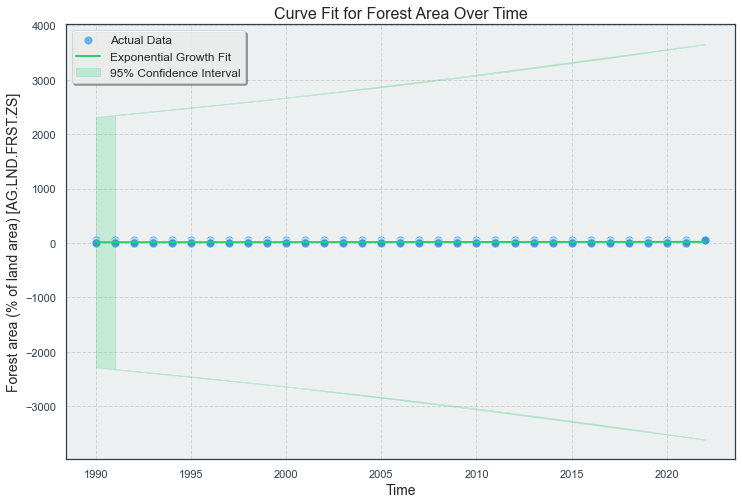 Curve Fit for Forest Area Over Time
Actual Data
Exponential Growth Fit
95% Confidence Interval
Forest area (% of land area) [AG.LND.FRST.ZS]
4000
3000
2000
1000
0
−1000
−2000
−3000
1990
1995
2000
2005
2010
2015
2020
Time